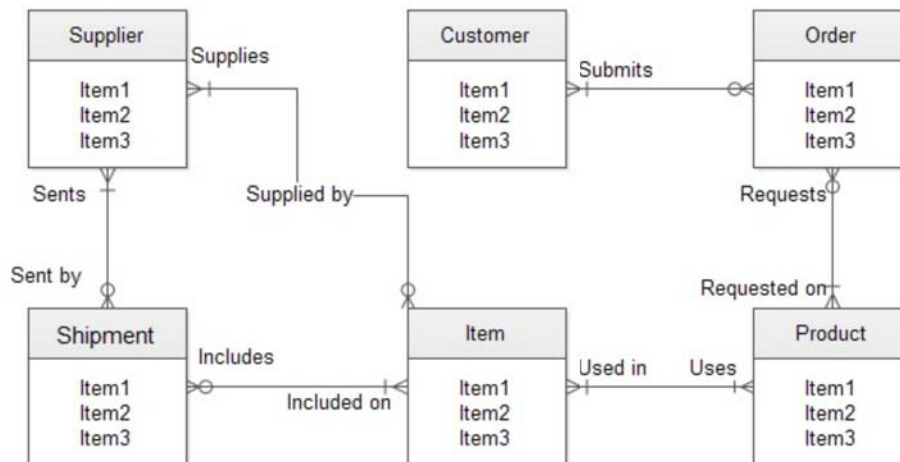 Supplier
Item1
Item2
Item3
Supplies
Customer
Item1
Item2
Item3
Submits
Order
Item1
Item2
Item3
Sents
Supplied by
Requests
Sent by
Requested on
Shipment
Item1
Item2
Item3
Includes
Included on
Item
Item1
Item2
Item3
Used in
Uses
Product
Item1
Item2
Item3